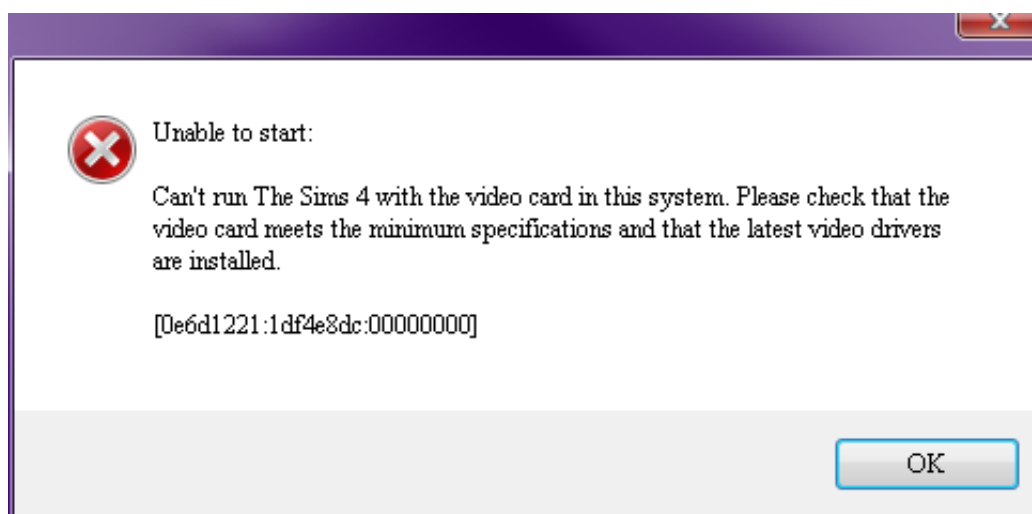 Unable to start:
Can't run The Sims 4 with the video card in this system. Please check that the
video card meets the minimum specifications and that the latest video drivers
are installed.
[0e6d1221:1df4e8dc:00000000]
OK